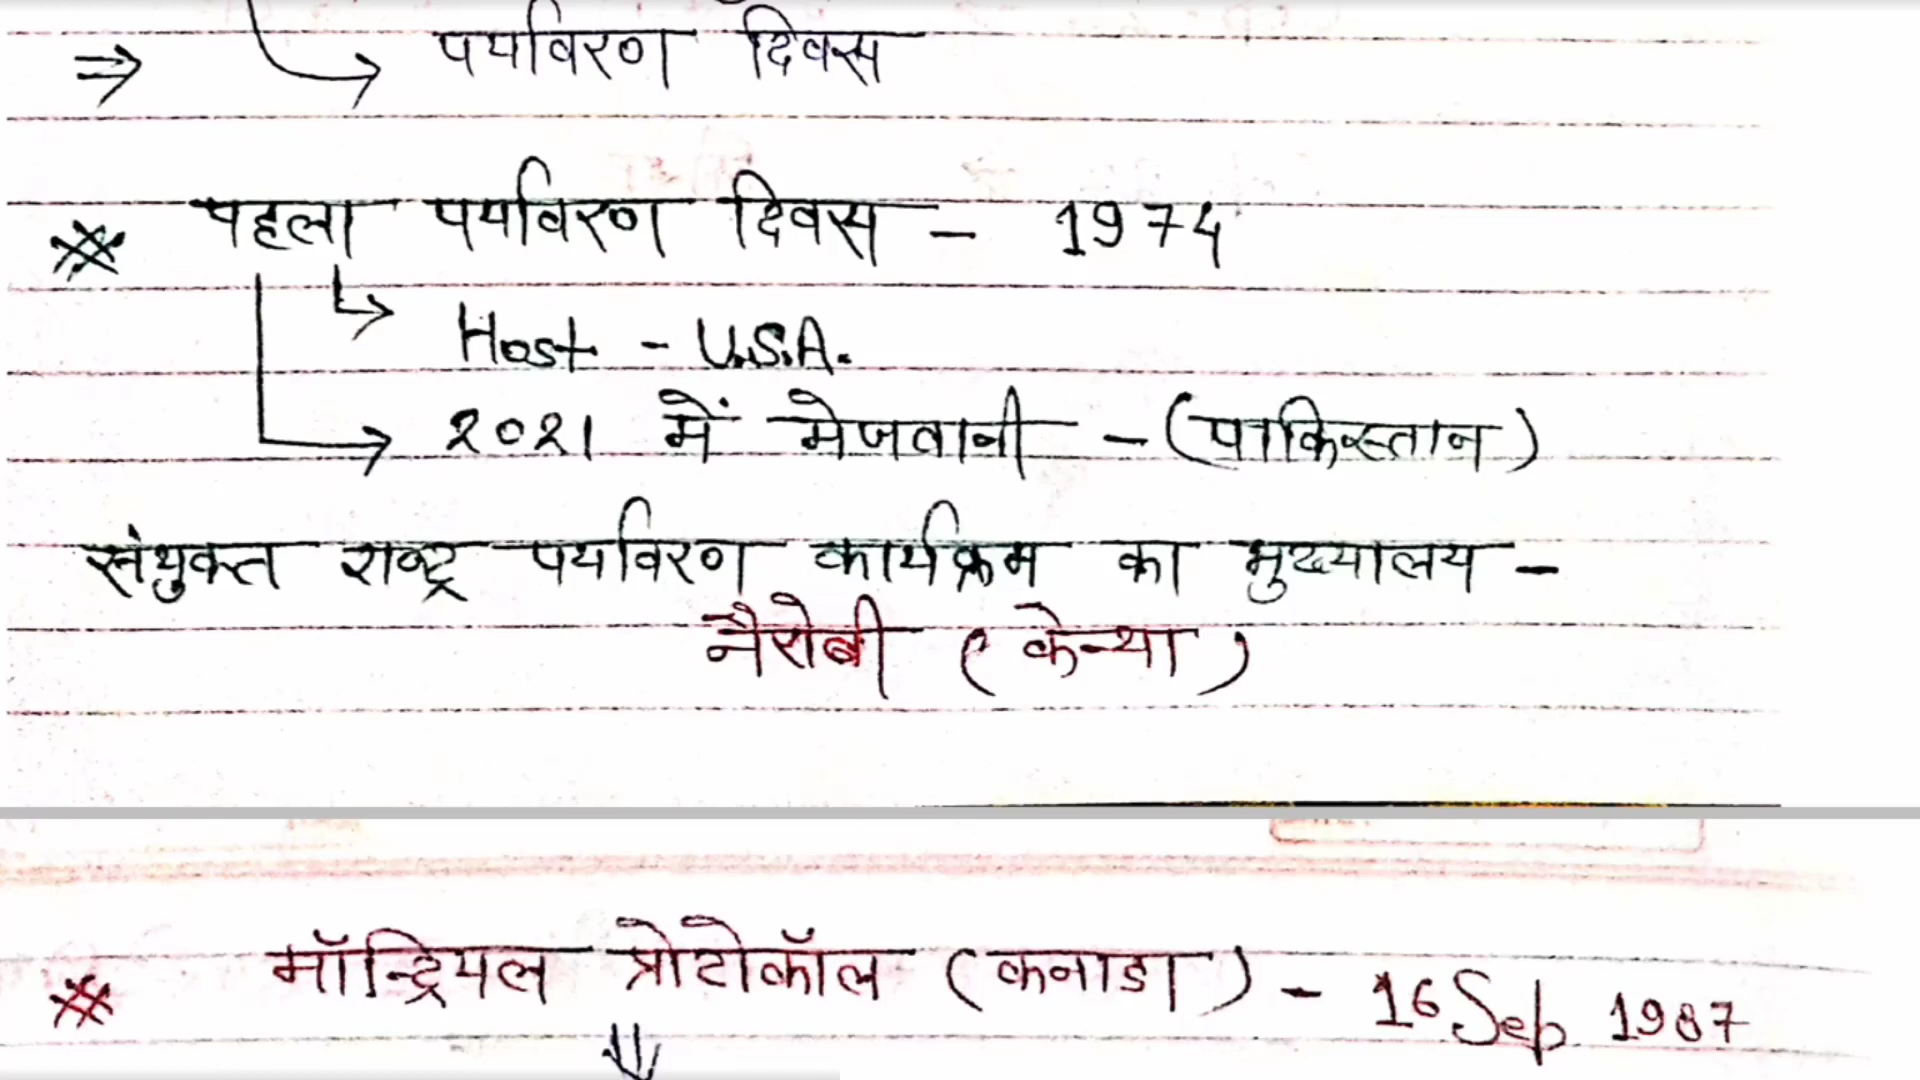 ⇒ → पर्यावरण दिवस
पहला पर्यावरण दिवस - 1974
Host - U.S.A.
2021 में मेजवानी - (पाकिस्तान)
संयुक्त राष्ट्र पर्यावरण कार्यक्रम का मुख्यालय -
नैरोबी (केन्या)
मॉन्ट्रियल प्रोटोकॉल (कनाडा) - 16 Sep 1987